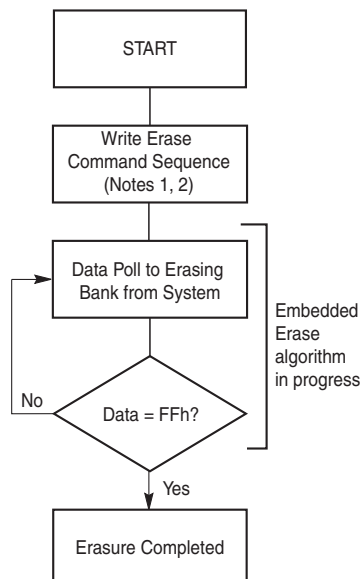 START
Write Erase
Command Sequence
(Notes 1, 2)
Data Poll to Erasing
Bank from System
Embedded
Erase
algorithm
in progress
No
Data = FFh?
Yes
Erasure Completed